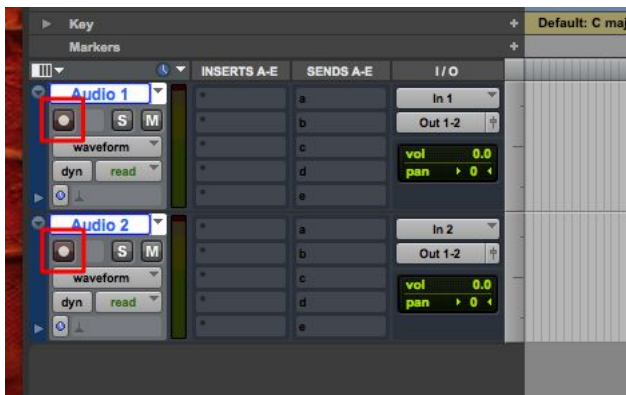 Key
Default: C maj
Markers
INSERTS A-E SENDS A-E I / O
Audio 1
S M
waveform
dyn read
a
b
c
d
e
In 1
Out 1-2
vol 0.0
pan 0
Audio 2
S M
waveform
dyn read
a
b
c
d
e
In 2
Out 1-2
vol 0.0
pan 0